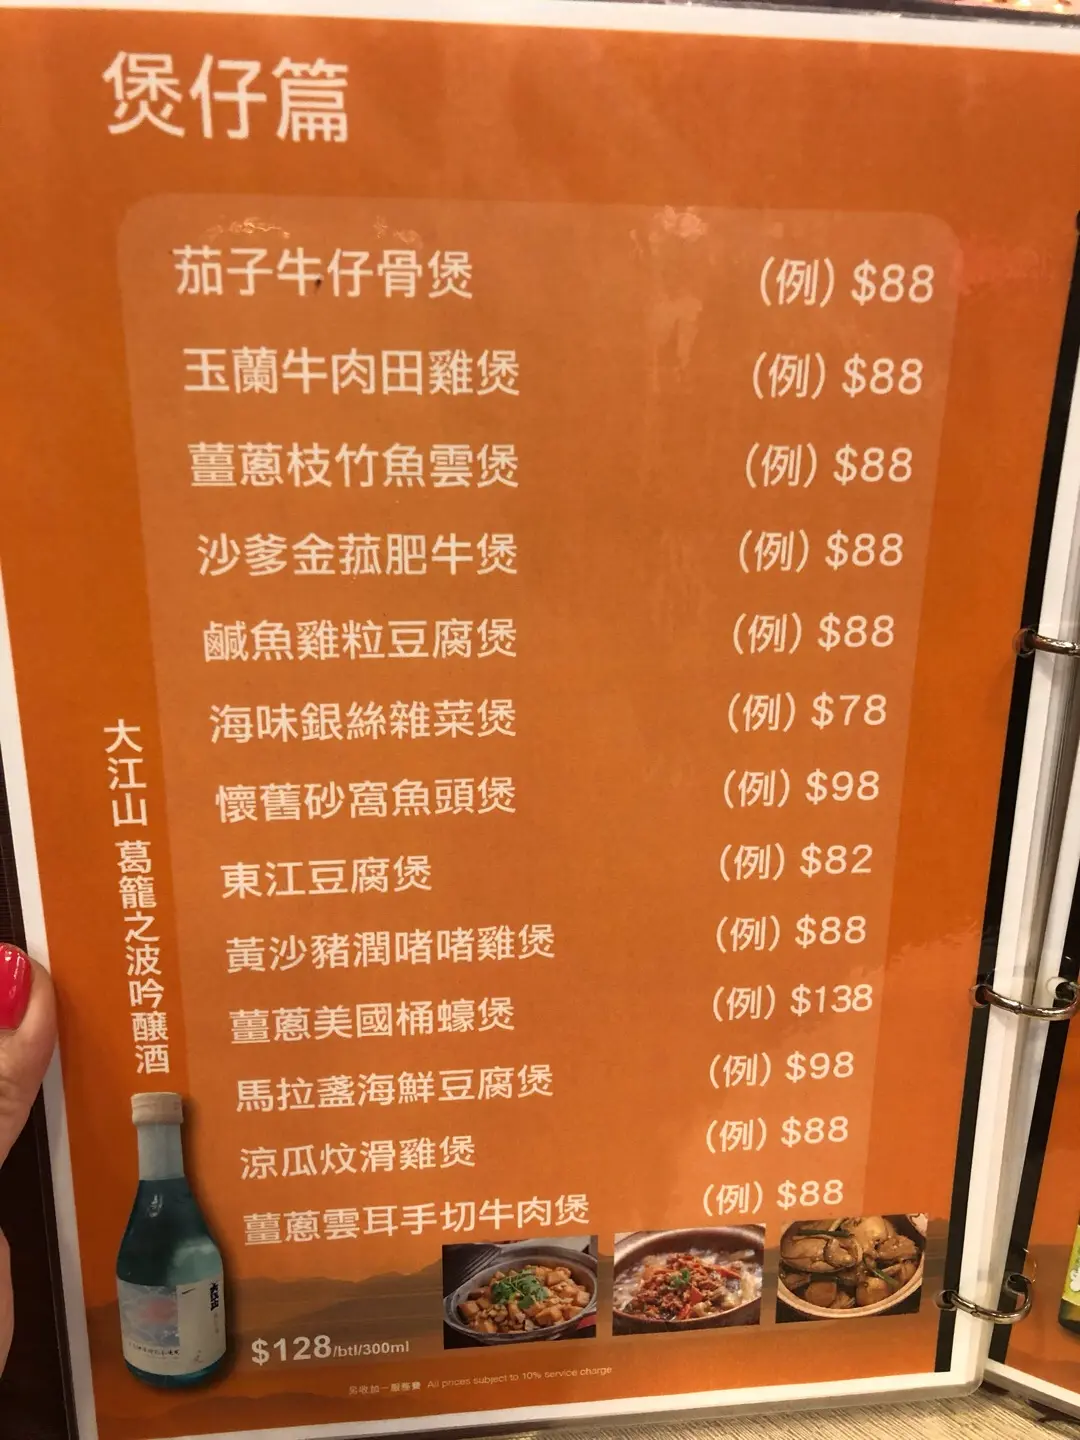 煲仔篇
茄子牛仔骨煲 (例) $88
玉蘭牛肉田雞煲 (例) $88
薑蔥枝竹魚雲煲 (例) $88
沙爹金菇肥牛煲 (例) $88
鹹魚雞粒豆腐煲 (例) $88
海味銀絲雜菜煲 (例) $78
懷舊砂窩魚頭煲 (例) $98
東江豆腐煲 (例) $82
黃沙豬潤啫啫雞煲 (例) $88
薑蔥美國桶蠔煲 (例) $138
馬拉盞海鮮豆腐煲 (例) $98
涼瓜炆滑雞煲 (例) $88
薑蔥雲耳手切牛肉煲 (例) $88
大江山 葛籠之波吟釀酒
$128/btl/300ml
另收加一服務費 All prices subject to 10% service charge